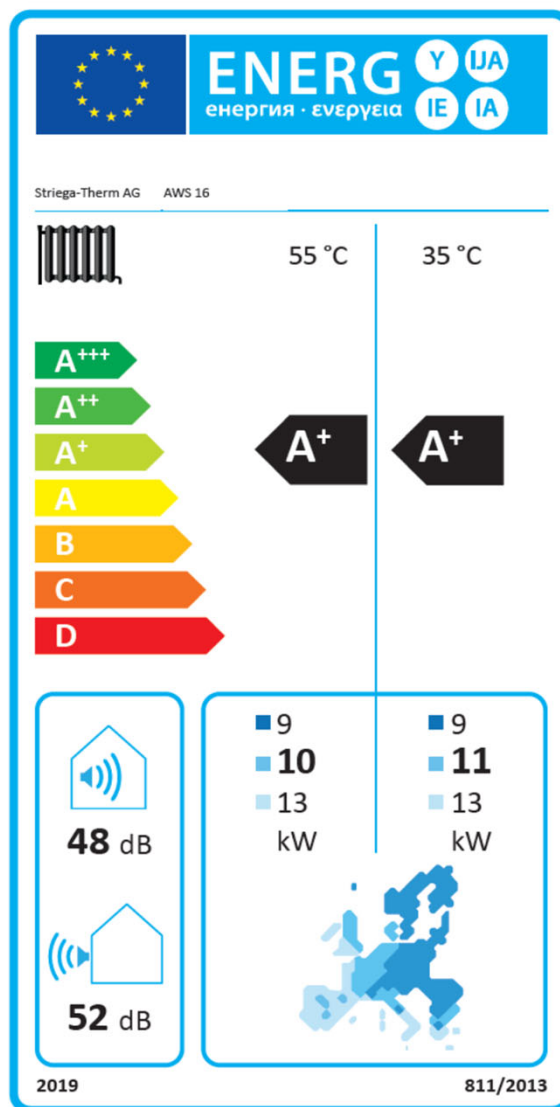 ENERG Y IJA
енергия · ενεργεια IE IA
Striega-Therm AG AWS 16
55 °C 35 °C
A+++
A++
A+ A+ A+
A
B
C
D
9 9
10 11
13 13
kW kW
48 dB
52 dB
2019 811/2013